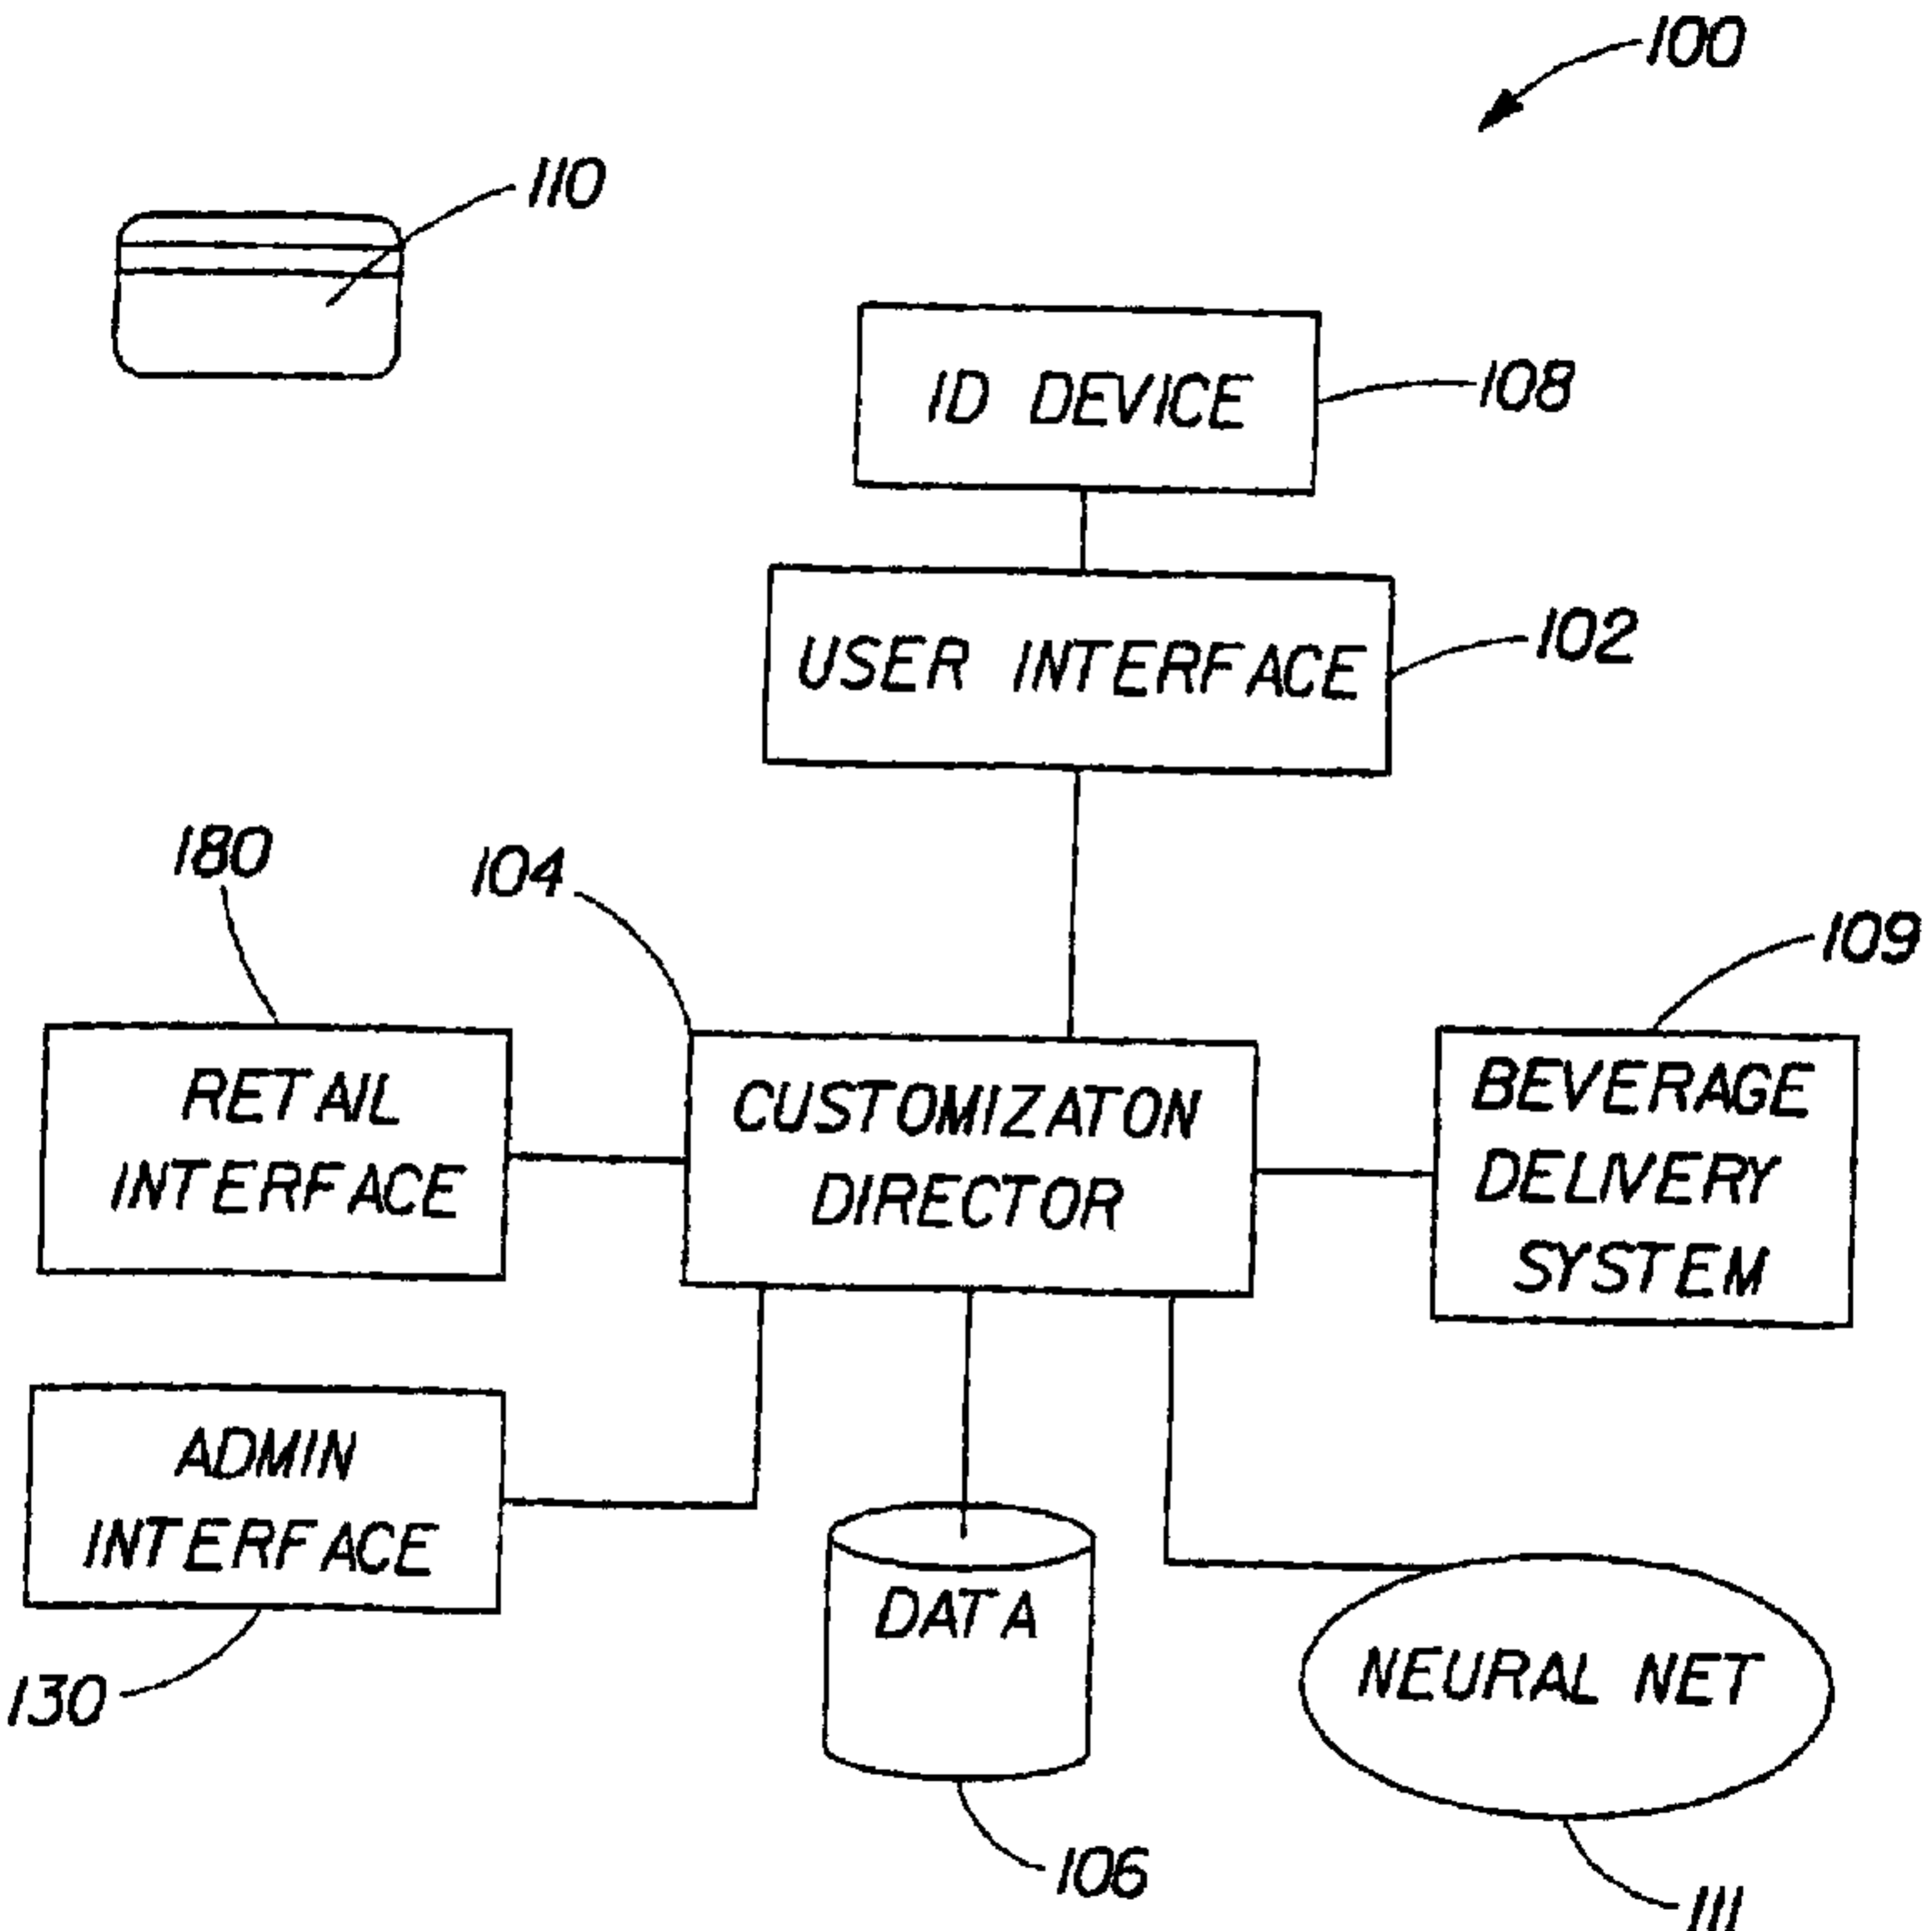 100
110
ID DEVICE
108
USER INTERFACE
102
180
104
109
RETAIL
INTERFACE
CUSTOMIZATON
DIRECTOR
BEVERAGE
DELIVERY
SYSTEM
ADMIN
INTERFACE
130
DATA
106
NEURAL NET
111